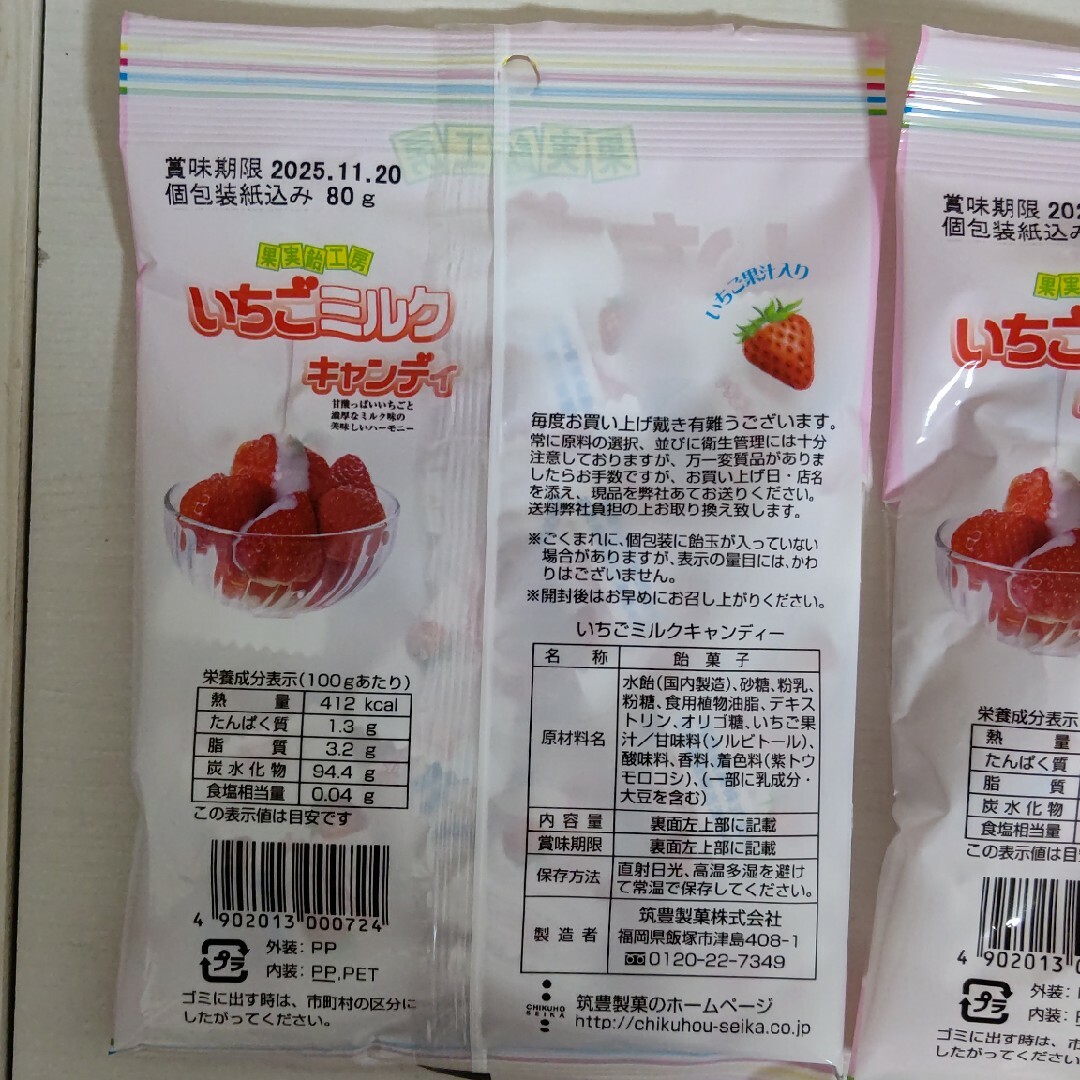 賞味期限 2025.11.20
個包装紙込み 80g
果実飴工房
いちごミルク
キャンディ
甘酸っぱいいちごと
濃厚なミルク味の
美味しいハーモニー
栄養成分表示(100gあたり)
熱量 412 kcal
たんぱく質 1.3 g
脂質 3.2 g
炭水化物 94.4 g
食塩相当量 0.04 g
この表示値は目安です
4 902013 000724
プラ
外装:PP
内装:PP,PET
ゴミに出す時は、市町村の区分に
したがってください。
いちご果汁入り
毎度お買い上げ戴き有難うございます。
常に原料の選択、並びに衛生管理には十分
注意しておりますが、万一変質品がありま
したらお手数ですが、お買い上げ日・店名
を添え、現品を弊社あてお送りください。
送料弊社負担の上お取り換え致します。
※ごくまれに、個包装に飴玉が入っていない
場合がありますが、表示の量目には、かわ
りはございません。
※開封後はお早めにお召し上がりください。
いちごミルクキャンディー
名称 飴菓子
原材料名 水飴(国内製造)、砂糖、粉乳、
粉糖、食用植物油脂、デキス
トリン、オリゴ糖、いちご果
汁/甘味料(ソルビトール)、
酸味料、香料、着色料(紫トウ
モロコシ)、(一部に乳成分・
大豆を含む)
内容量 裏面左上部に記載
賞味期限 裏面左上部に記載
保存方法 直射日光、高温多湿を避け
て常温で保存してください。
製造者 筑豊製菓株式会社
福岡県飯塚市津島408-1
0120-22-7349
CHIKUHO
SEIKA
筑豊製菓のホームページ
http://chikuhou-seika.co.jp
賞味期限 202
個包装紙込み
果実
いちご
栄養成分表示
熱量
たんぱく質
脂質
炭水化物
食塩相当量
この表示値は目
4 902013
プラ
外装:
内装:
ゴミに出す時は、市
したがってください